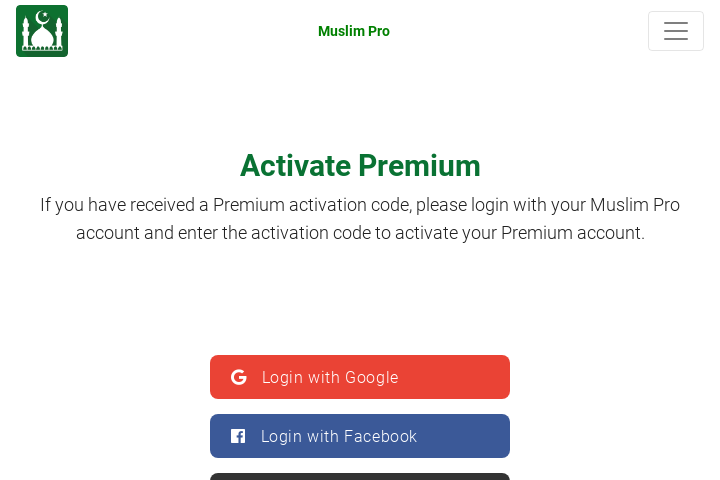 Muslim Pro
Activate Premium
If you have received a Premium activation code, please login with your Muslim Pro
account and enter the activation code to activate your Premium account.
Login with Google
Login with Facebook